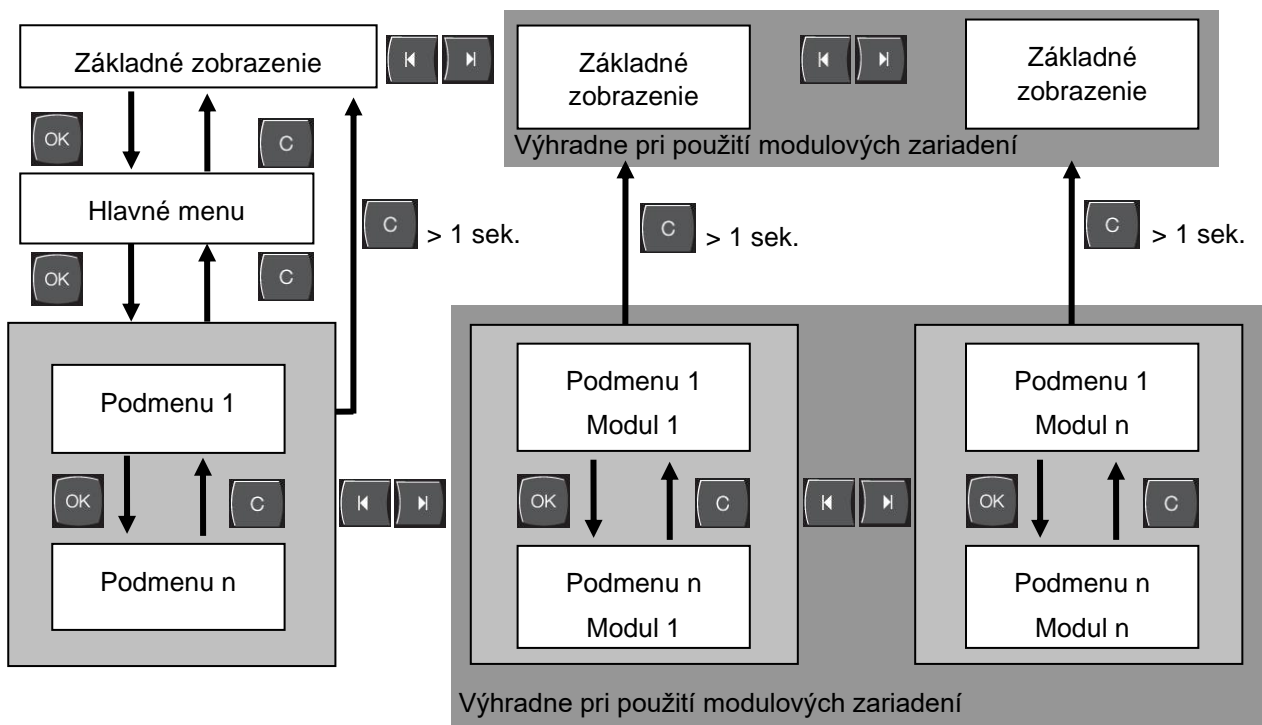 Základné zobrazenie
Základné
zobrazenie
Základné
zobrazenie
Výhradne pri použití modulových zariadení
OK
C
Hlavné menu
C > 1 sek.
C > 1 sek.
C > 1 sek.
OK
C
Podmenu 1
Podmenu 1
Modul 1
Podmenu 1
Modul n
OK
C
OK
C
OK
C
Podmenu n
Podmenu n
Modul 1
Podmenu n
Modul n
Výhradne pri použití modulových zariadení